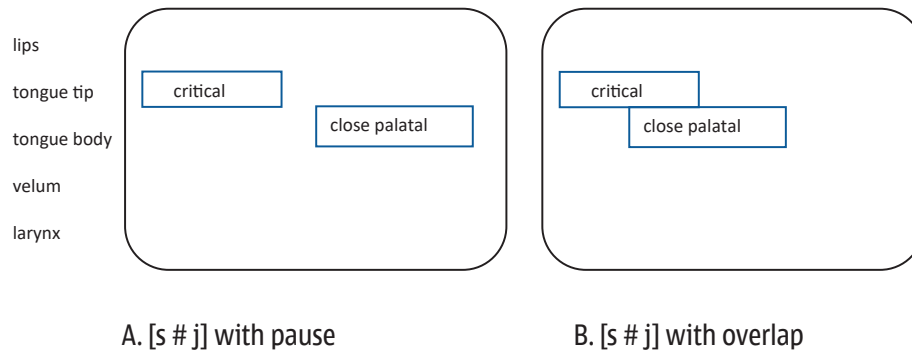 lips
tongue tip
tongue body
velum
larynx
critical
close palatal
critical
close palatal
A. [s # j] with pause
B. [s # j] with overlap